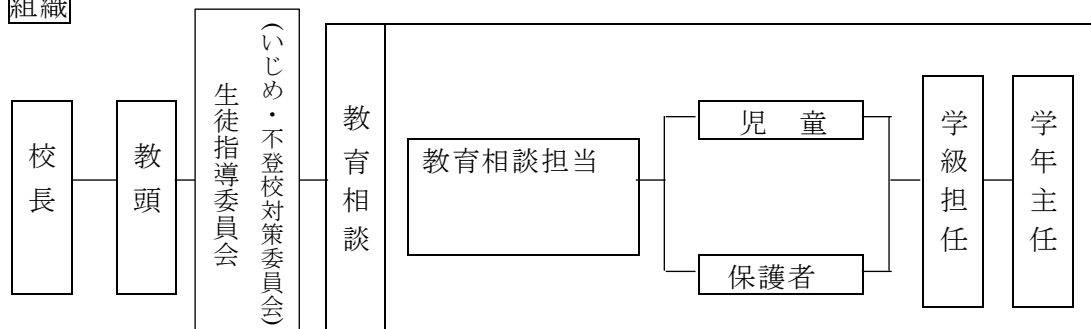 組織
校長
教頭
生徒指導委員会
（いじめ・不登校対策委員会）
教育相談
教育相談担当
児童
保護者
学級担任
学年主任